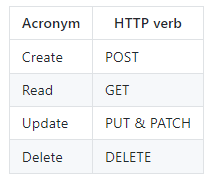 Acronym HTTP verb
Create POST
Read GET
Update PUT & PATCH
Delete DELETE